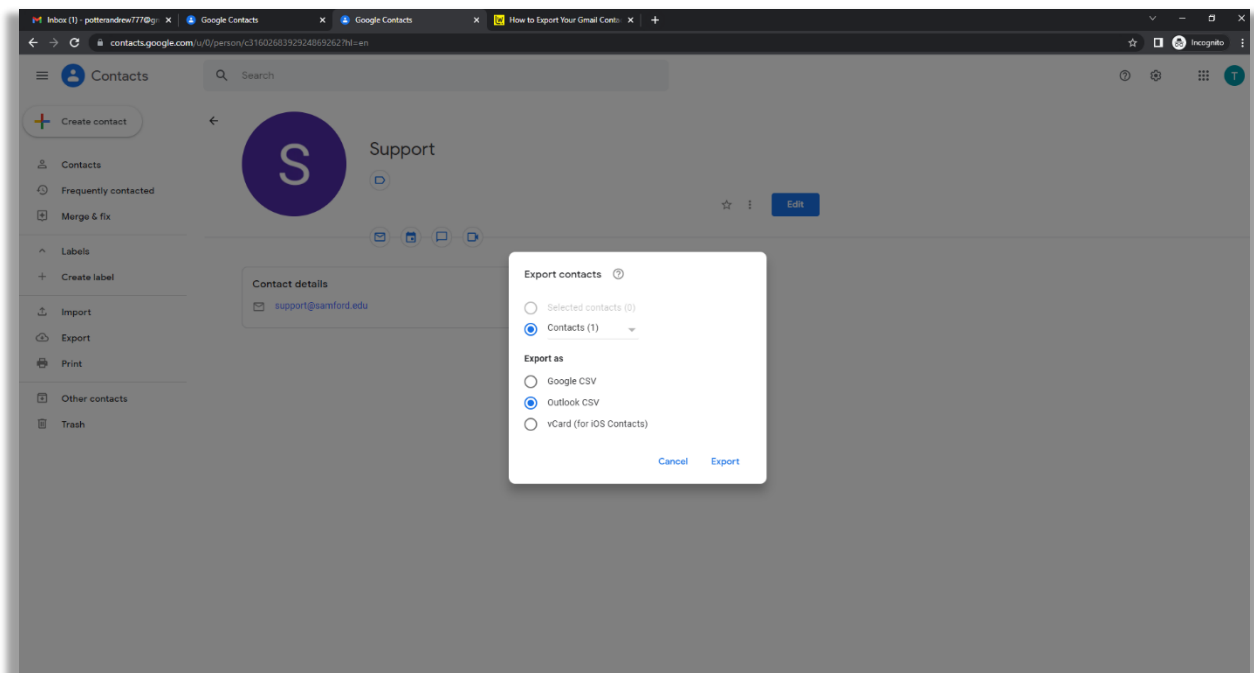 Inbox (1) - potterandrew777@gm
Google Contacts
Google Contacts
How to Export Your Gmail Conta
contacts.google.com/u/0/person/c3160268392924869262?hl=en
Incognito
Contacts
Search
T
Create contact
Contacts
Frequently contacted
Merge & fix
Labels
Create label
Import
Export
Print
Other contacts
Trash
S
Support
Edit
Contact details
support@samford.edu
Export contacts
Selected contacts (0)
Contacts (1)
Export as
Google CSV
Outlook CSV
vCard (for iOS Contacts)
Cancel
Export